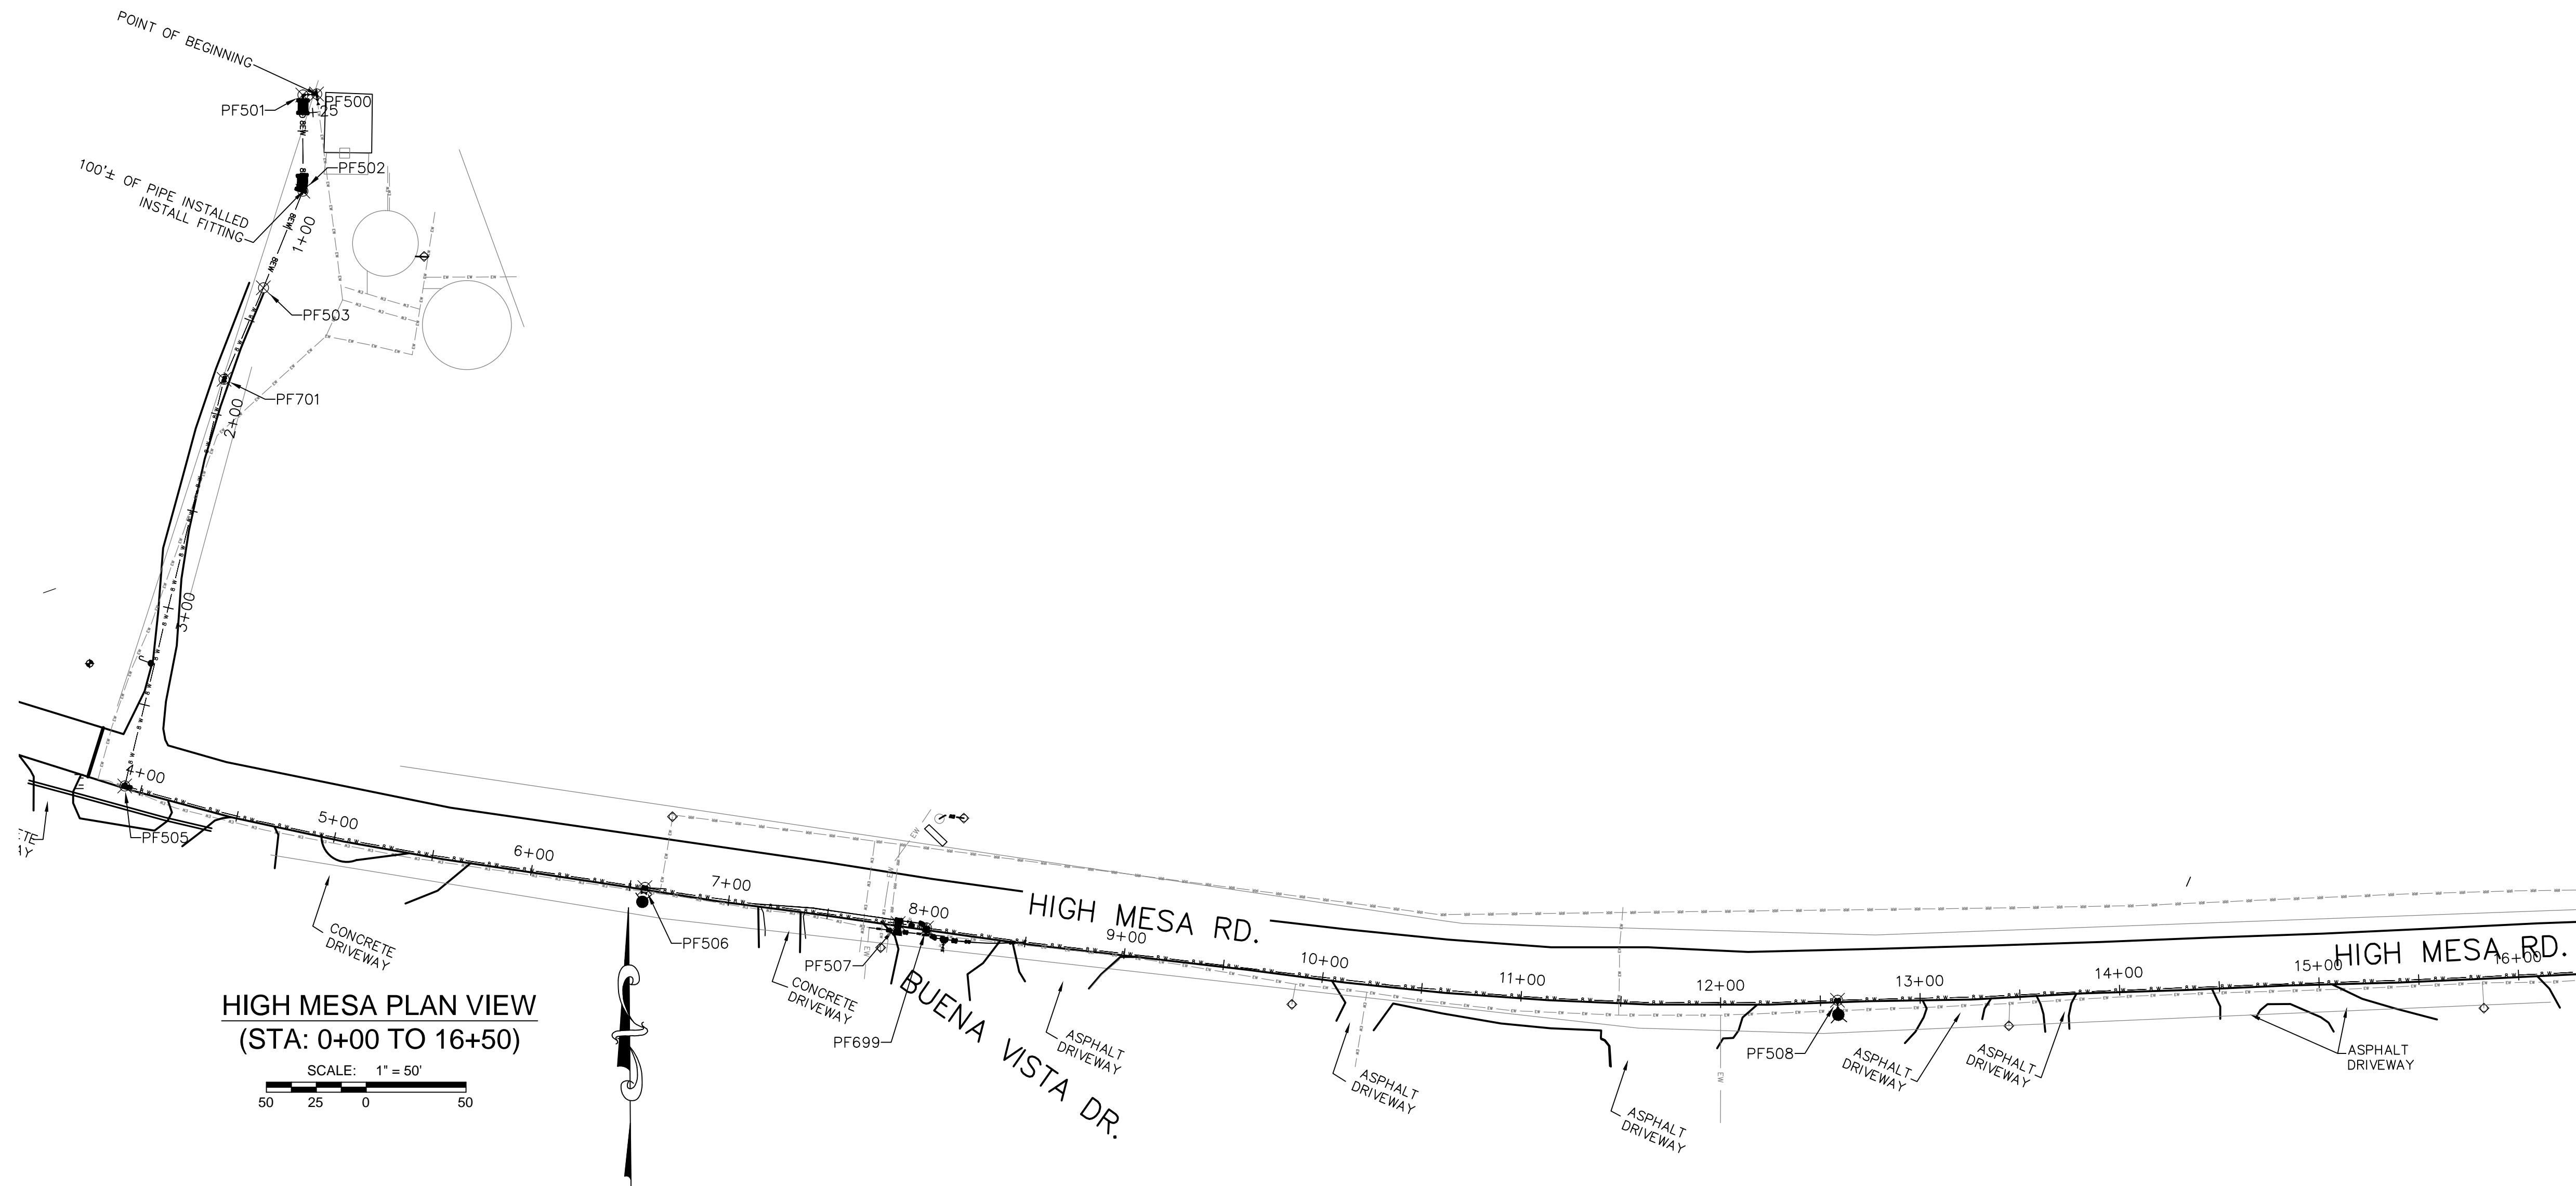 POINT OF BEGINNING
PF500
PF501
+25
PF502
100'± OF PIPE INSTALLED
INSTALL FITTING
1+00
PF503
PF701
2+00
3+00
4+00
PF505
5+00
6+00
7+00
8+00
9+00
10+00
11+00
12+00
13+00
14+00
15+00
16+00
HIGH MESA RD.
HIGH MESA RD.
CONCRETE
DRIVEWAY
PF506
PF507
CONCRETE
DRIVEWAY
PF699
BUENA VISTA DR.
ASPHALT
DRIVEWAY
ASPHALT
DRIVEWAY
ASPHALT
DRIVEWAY
PF508
ASPHALT
DRIVEWAY
ASPHALT
DRIVEWAY
ASPHALT
DRIVEWAY
HIGH MESA PLAN VIEW
(STA: 0+00 TO 16+50)
SCALE: 1" = 50'
50 25 0 50